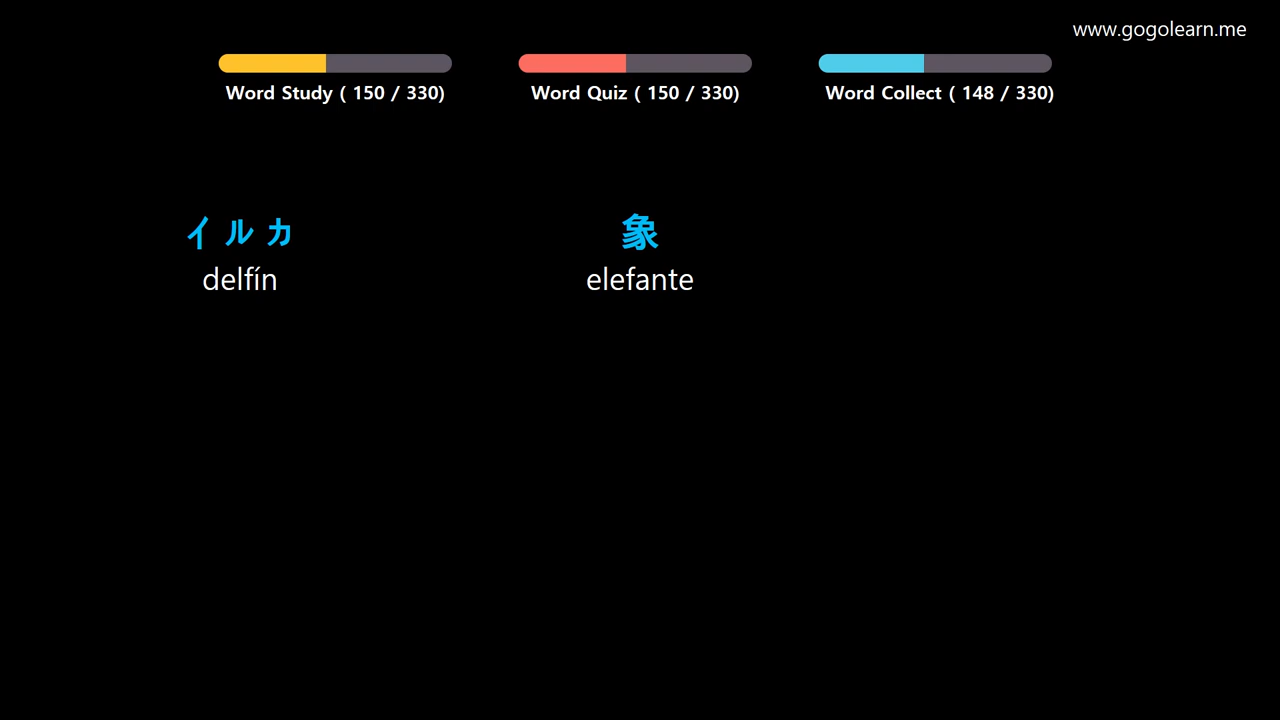 www.gogolearn.me
Word Study ( 150 / 330)
Word Quiz ( 150 / 330)
Word Collect ( 148 / 330)
イルカ
delfín
象
elefante